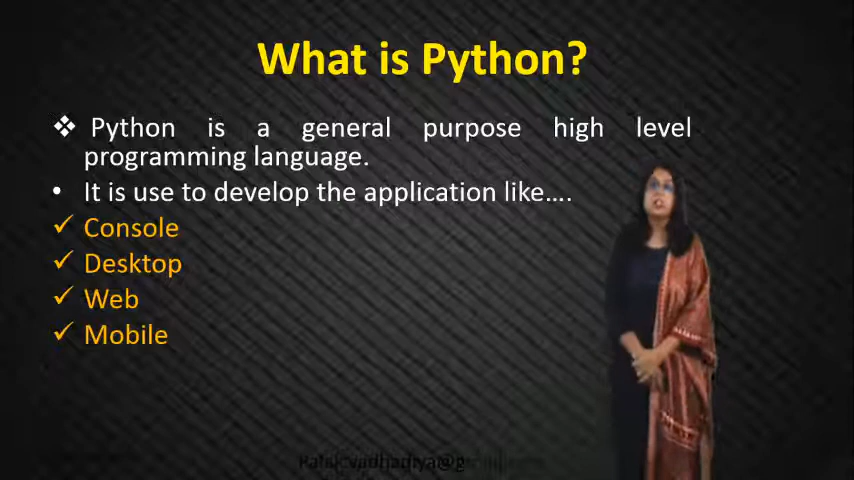 What is Python?
❖ Python is a general purpose high level
programming language.
• It is use to develop the application like....
✓ Console
✓ Desktop
✓ Web
✓ Mobile